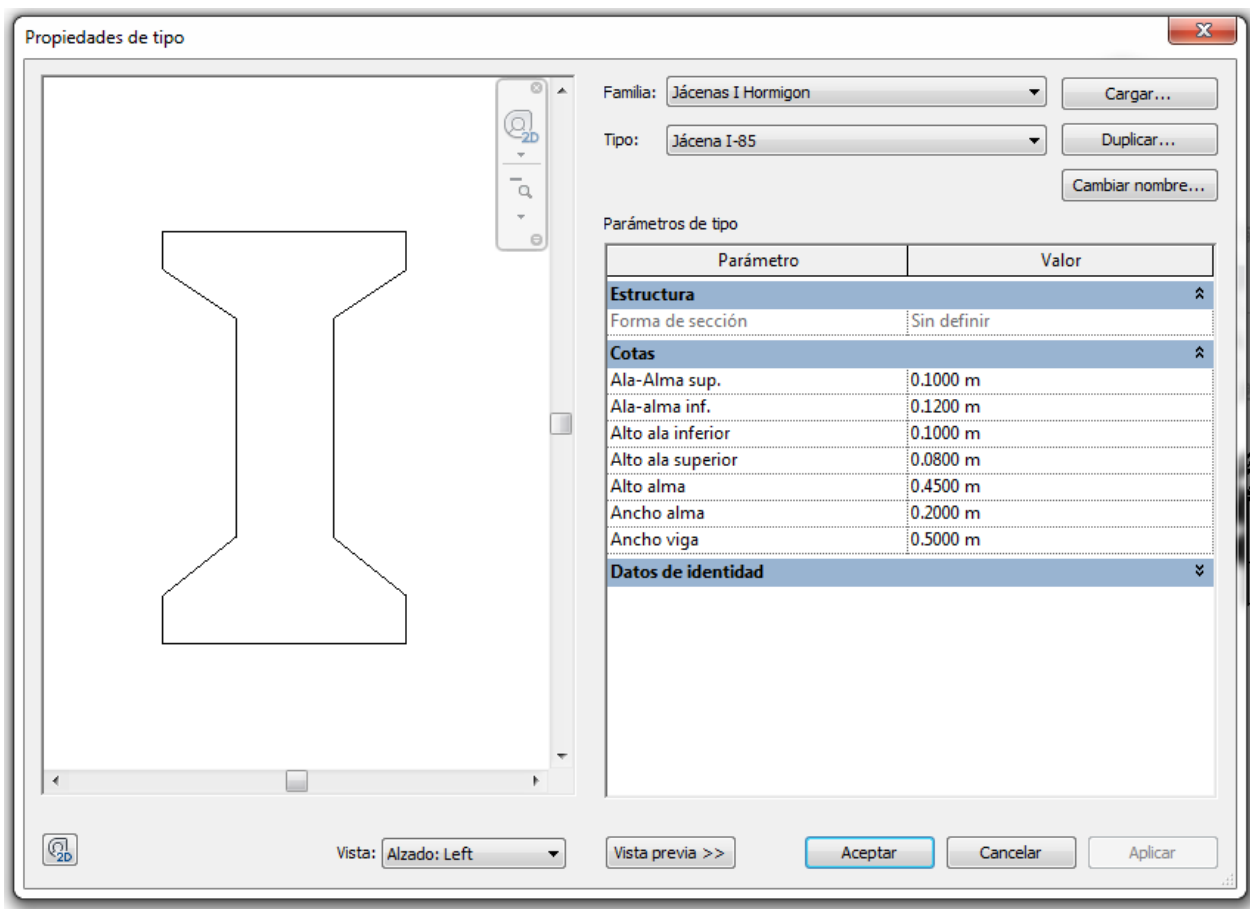 Propiedades de tipo
Familia: Jácenas I Hormigon Cargar...
Tipo: Jácena I-85 Duplicar...
Cambiar nombre...
Parámetros de tipo
Parámetro Valor
Estructura
Forma de sección Sin definir
Cotas
Ala-Alma sup. 0.1000 m
Ala-alma inf. 0.1200 m
Alto ala inferior 0.1000 m
Alto ala superior 0.0800 m
Alto alma 0.4500 m
Ancho alma 0.2000 m
Ancho viga 0.5000 m
Datos de identidad
2D
2D
Vista: Alzado: Left Vista previa >> Aceptar Cancelar Aplicar